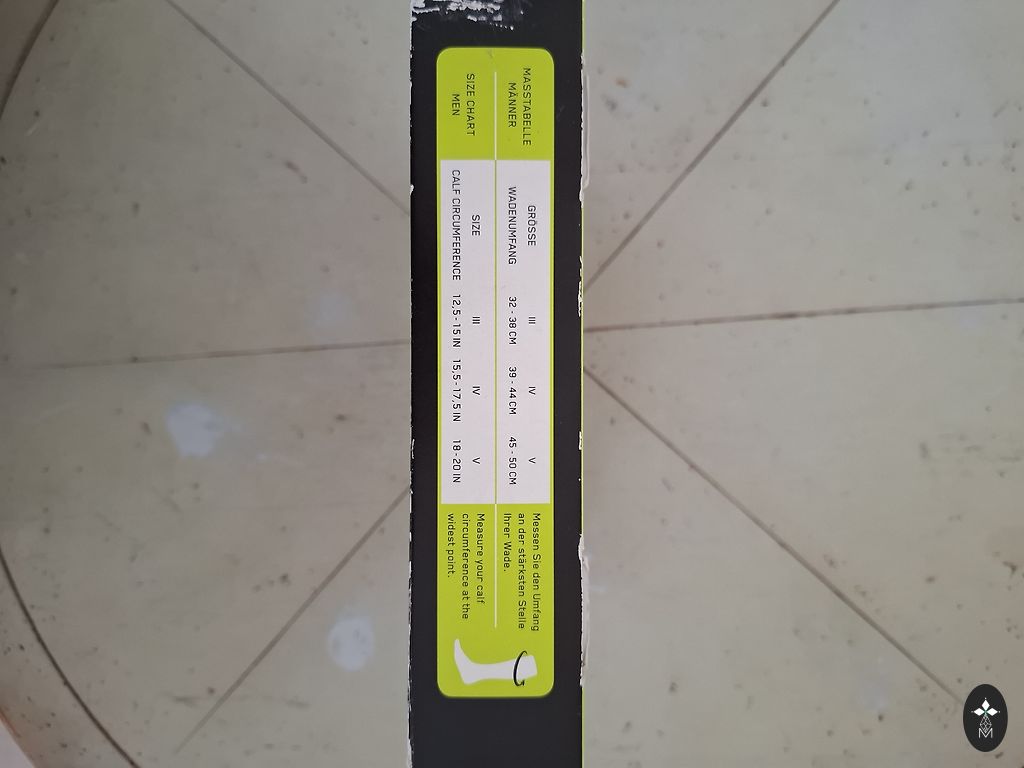 MASSTABELLE
MÄNNER
GRÖSSE III IV V
WADENUMFANG 32 - 38 CM 39 - 44 CM 45 - 50 CM
Messen Sie den Umfang
an der stärksten Stelle
Ihrer Wade.
SIZE CHART
MEN
SIZE III IV V
CALF CIRCUMFERENCE 12,5 - 15 IN 15,5 - 17,5 IN 18 - 20 IN
Measure your calf
circumference at the
widest point.
M